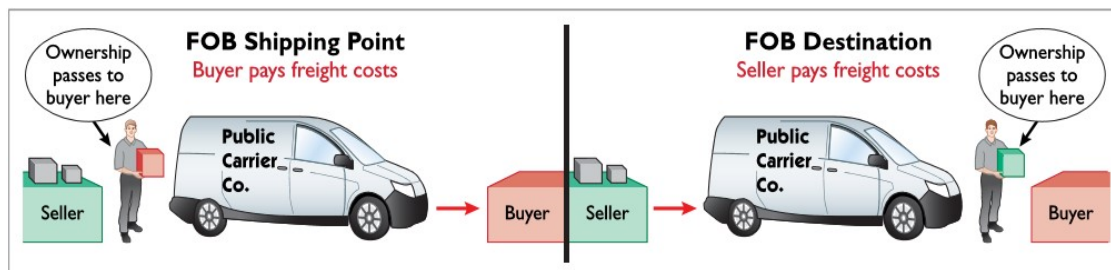 FOB Shipping Point
Buyer pays freight costs
Ownership
passes to
buyer here
Public
Carrier
Co.
Seller
Buyer
FOB Destination
Seller pays freight costs
Ownership
passes to
buyer here
Public
Carrier
Co.
Seller
Buyer